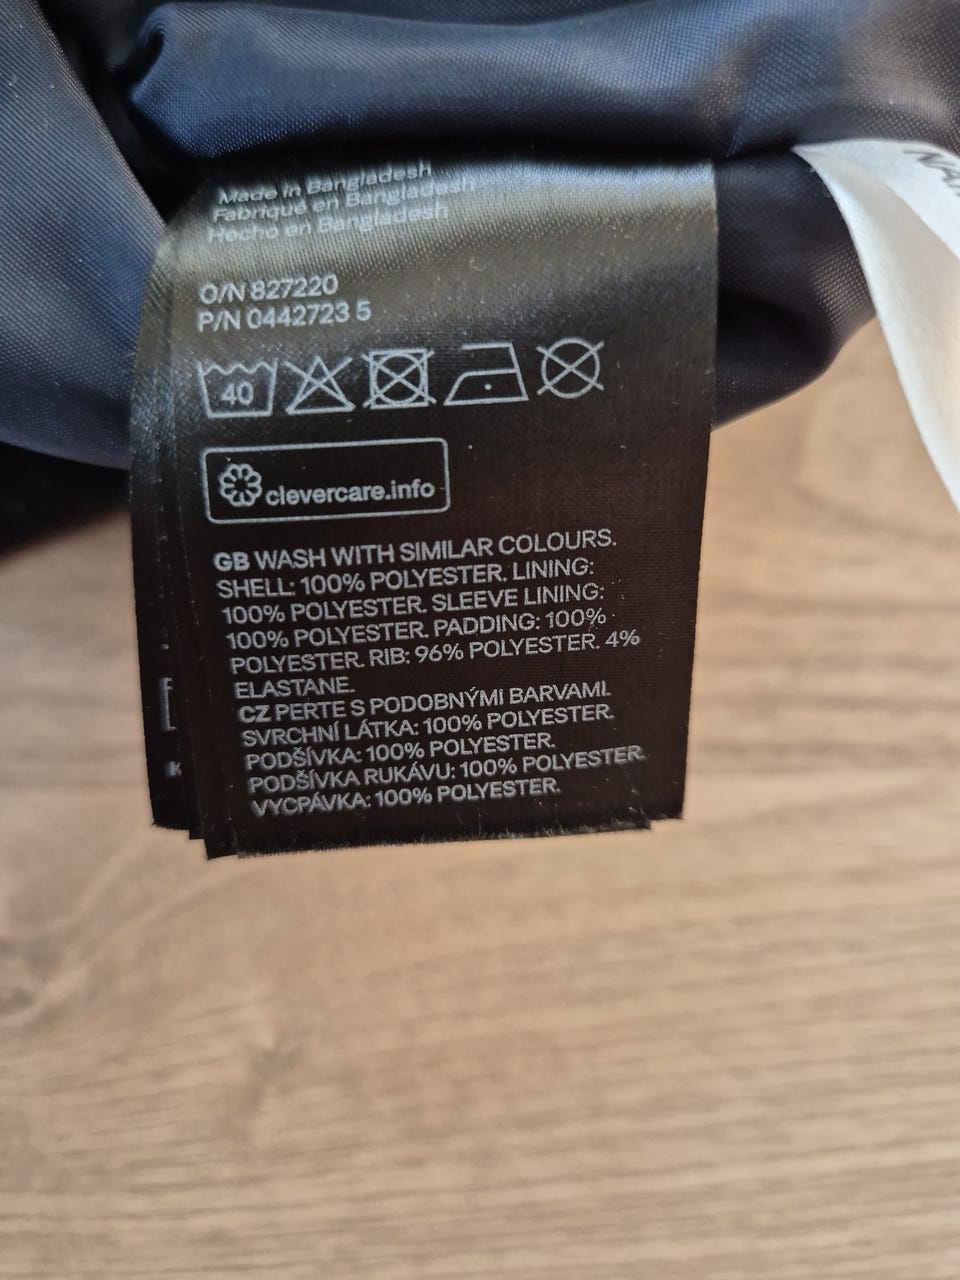 Made in Bangladesh
Fabriqué en Bangladesh
Hecho en Bangladesh
O/N 827220
P/N 0442723 5
40
clevercare.info
GB WASH WITH SIMILAR COLOURS.
SHELL: 100% POLYESTER. LINING:
100% POLYESTER. SLEEVE LINING:
100% POLYESTER. PADDING: 100%
POLYESTER. RIB: 96% POLYESTER. 4%
ELASTANE.
CZ PERTE S PODOBNÝMI BARVAMI.
SVRCHNÍ LÁTKA: 100% POLYESTER.
PODŠÍVKA: 100% POLYESTER.
PODŠÍVKA RUKÁVU: 100% POLYESTER.
VYCPÁVKA: 100% POLYESTER.